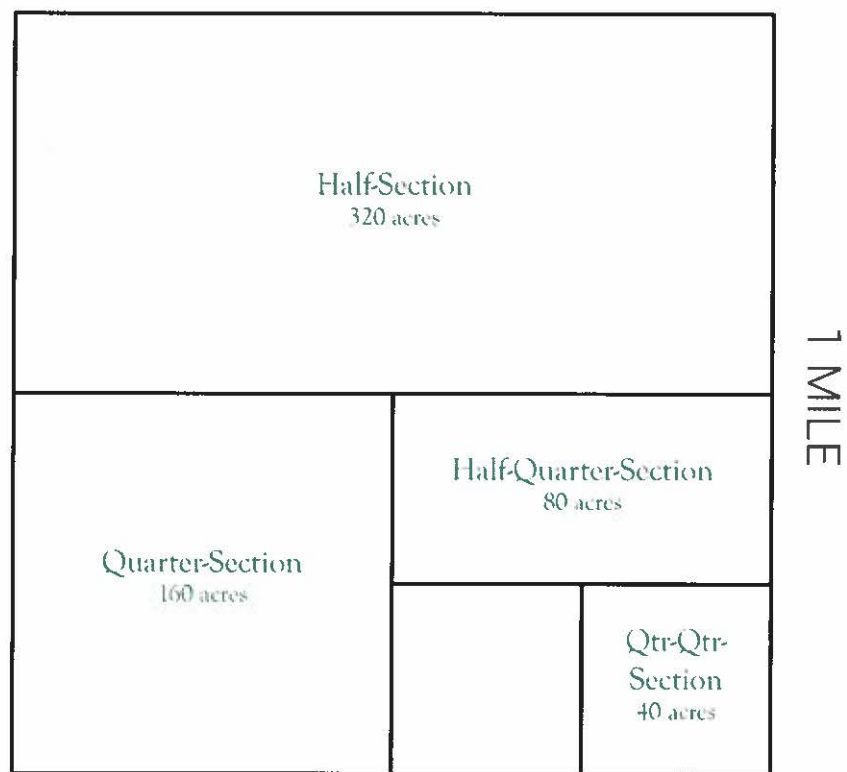 Half-Section
320 acres
1 MILE
Half-Quarter-Section
80 acres
Quarter-Section
160 acres
Qtr-Qtr-
Section
40 acres